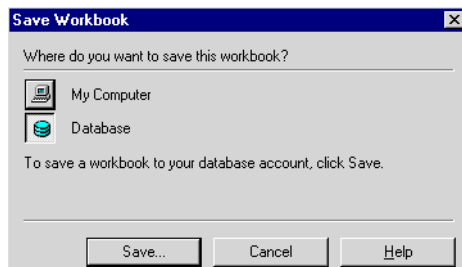 Save Workbook
Where do you want to save this workbook?
My Computer
Database
To save a workbook to your database account, click Save.
Save... Cancel Help